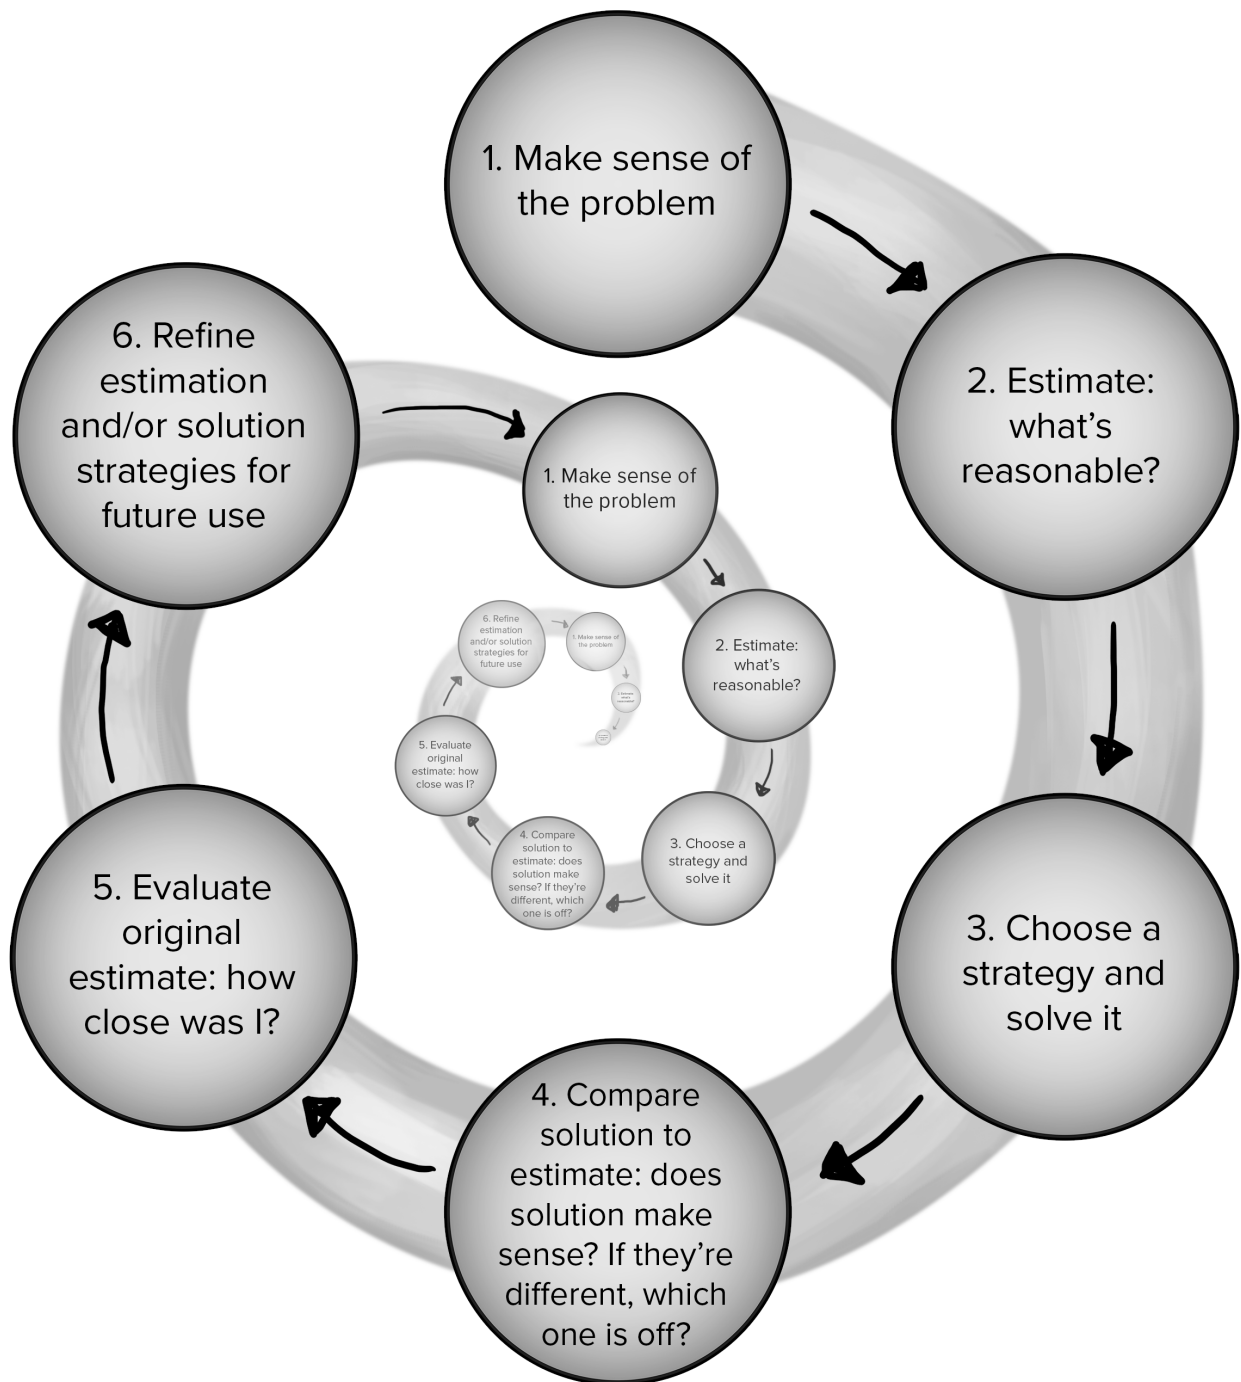 1. Make sense of
the problem
2. Estimate:
what’s
reasonable?
3. Choose a
strategy and
solve it
4. Compare
solution to
estimate: does
solution make
sense? If they’re
different, which
one is off?
5. Evaluate
original
estimate: how
close was I?
6. Refine
estimation
and/or solution
strategies for
future use
1. Make sense of
the problem
2. Estimate:
what’s
reasonable?
3. Choose a
strategy and
solve it
4. Compare
solution to
estimate: does
solution make
sense? If they’re
different, which
one is off?
5. Evaluate
original
estimate: how
close was I?
6. Refine
estimation
and/or solution
strategies for
future use
1. Make sense of
the problem